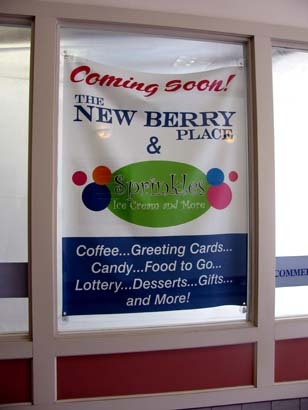 Coming Soon!
THE
NEW BERRY
PLACE
&
Sprinkles
Ice Cream and More
Coffee...Greeting Cards...
Candy...Food to Go...
Lottery...Desserts...Gifts...
and More!